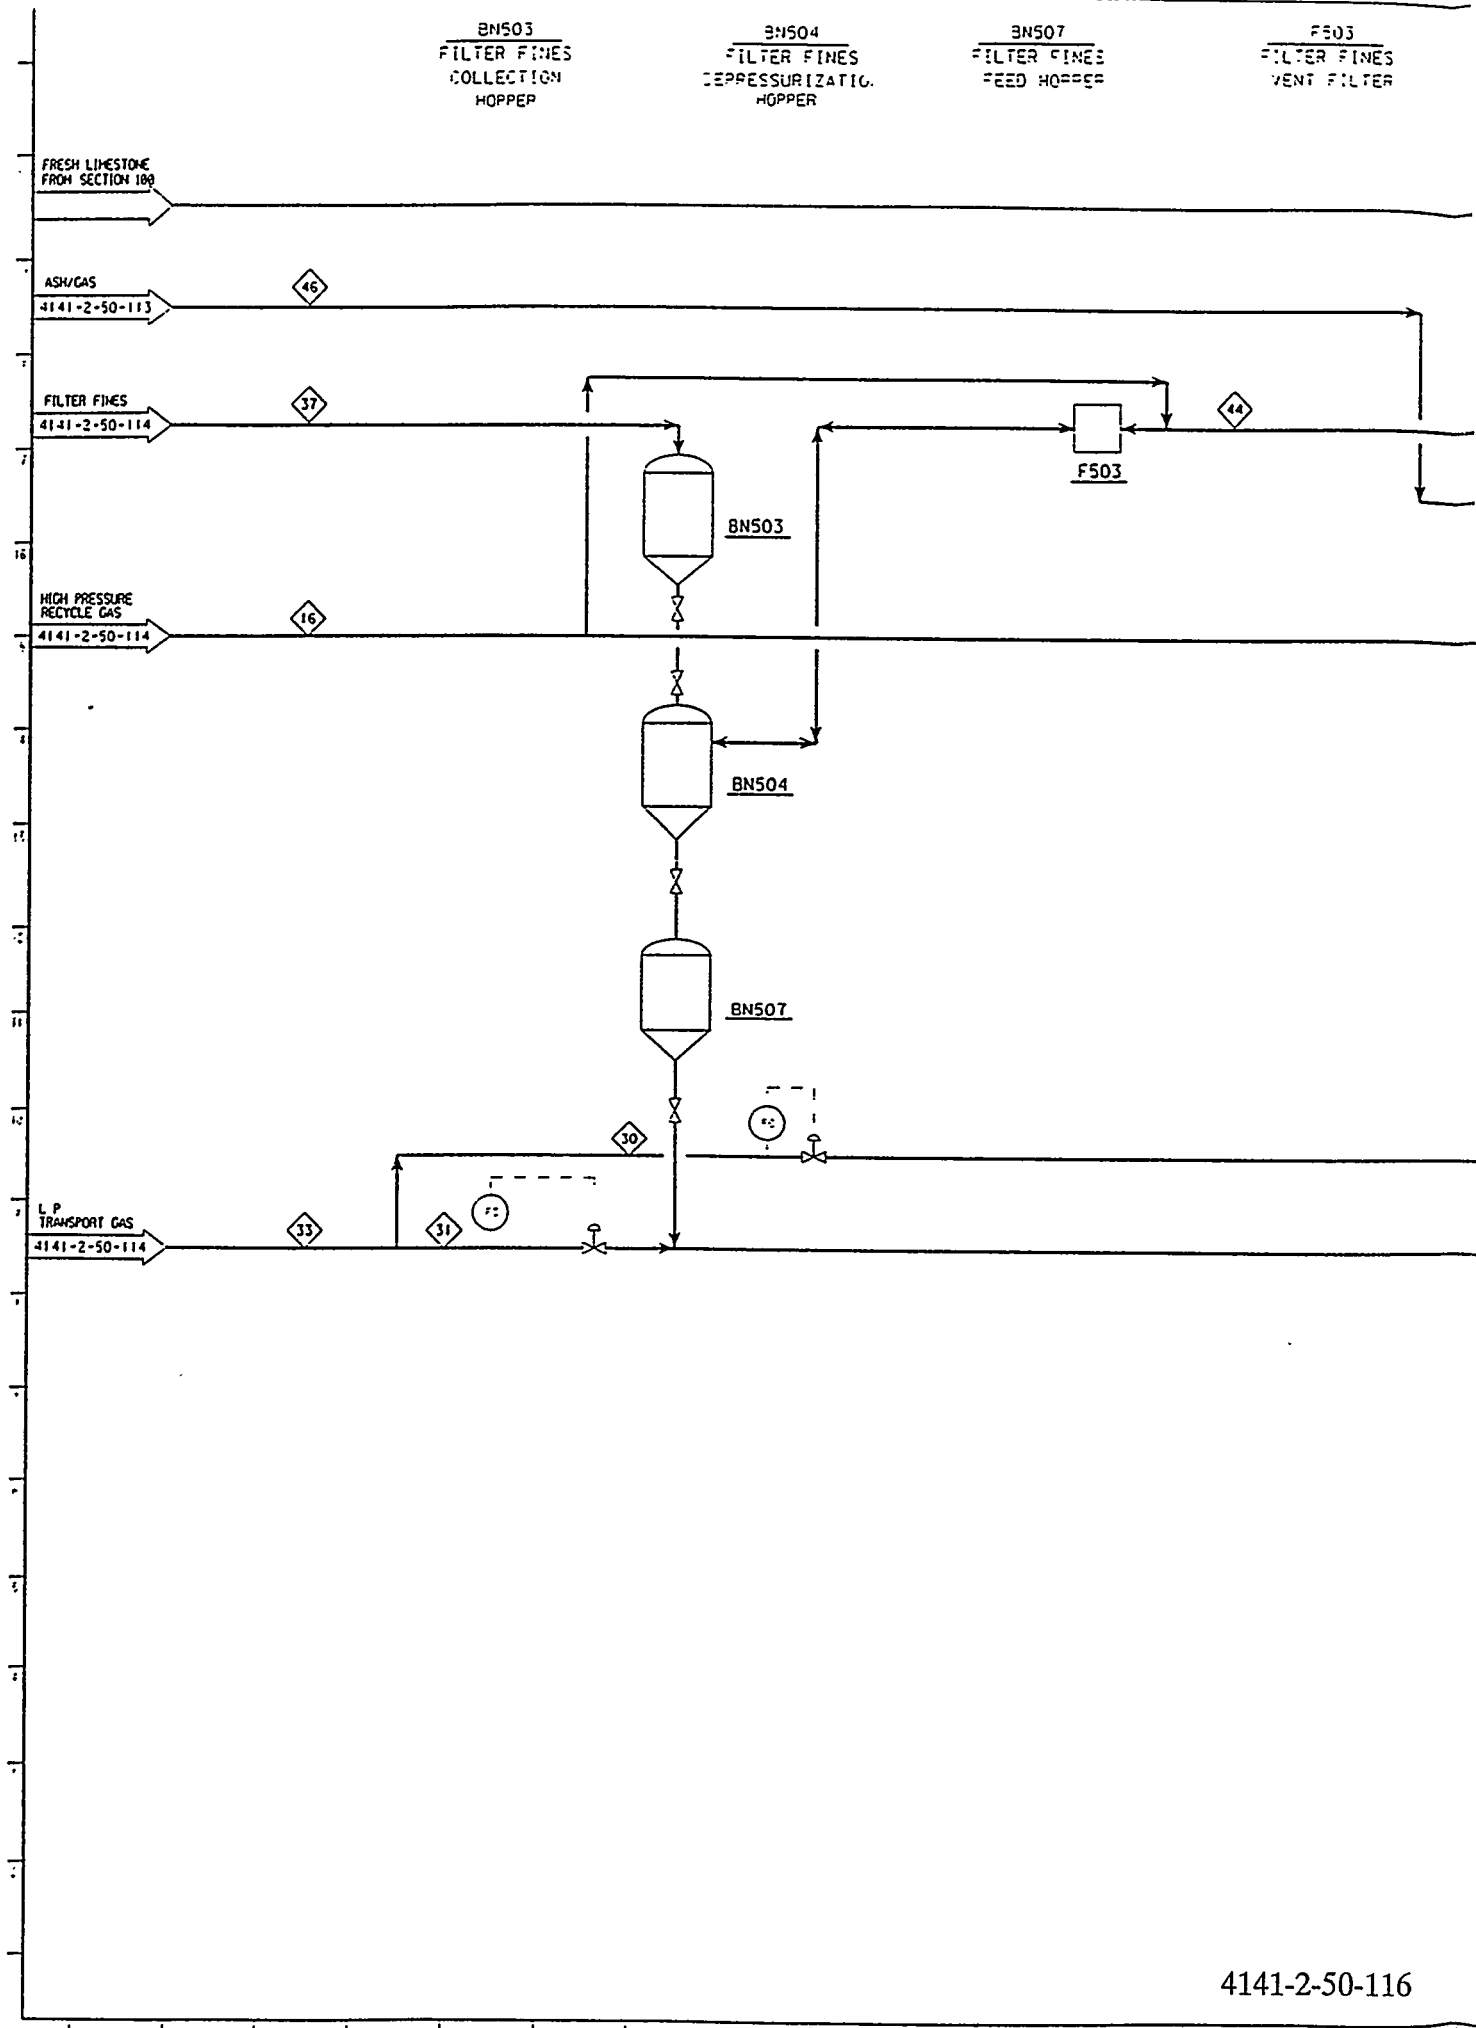 BN503
FILTER FINES
COLLECTION
HOPPER
BN504
FILTER FINES
HOPPER
BN507
FILTER FINES
FEED HOPPER
F503
FILTER FINES
VENT FILTER
FRESH LIMESTONE
FROM SECTION 100
ASH/GAS
4141-2-50-113
46
FILTER FINES
4141-2-50-114
37
44
F503
BN503
HIGH PRESSURE
RECYCLE GAS
4141-2-50-114
16
BN504
BN507
30
L P
TRANSPORT GAS
4141-2-50-114
33
31
4141-2-50-116